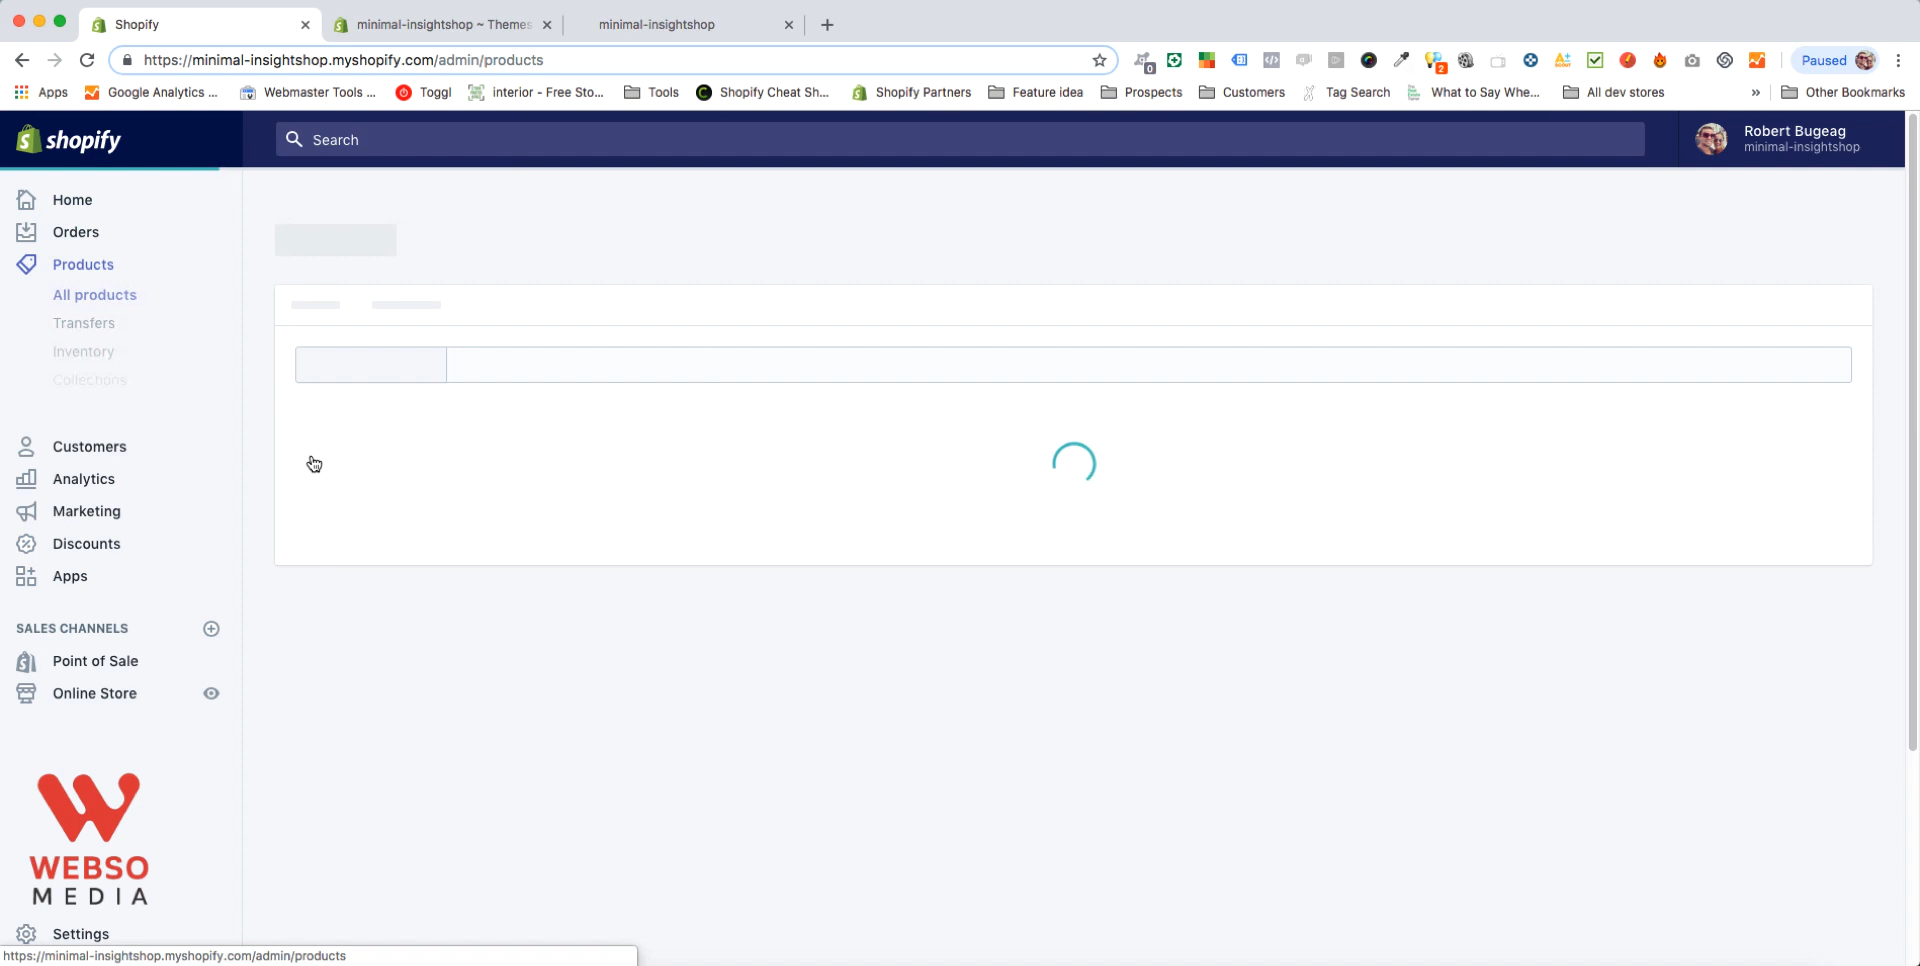 Shopify
minimal-insightshop ~ Themes
minimal-insightshop
https://minimal-insightshop.myshopify.com/admin/products
0
2
Paused
Apps
Google Analytics ...
Webmaster Tools ...
Toggl
interior - Free Sto...
Tools
Shopify Cheat Sh...
Shopify Partners
Feature idea
Prospects
Customers
Tag Search
What to Say Whe...
All dev stores
»
Other Bookmarks
shopify
Search
Robert Bugeag
minimal-insightshop
Home
Orders
Products
All products
Transfers
Inventory
Collections
Customers
Analytics
Marketing
Discounts
Apps
SALES CHANNELS
Point of Sale
Online Store
WEBSO
MEDIA
Settings
https://minimal-insightshop.myshopify.com/admin/products